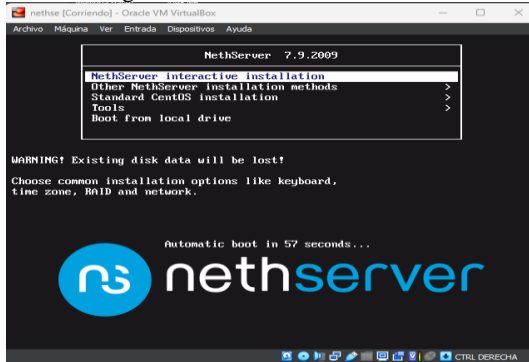 nethse [Corriendo] - Oracle VM VirtualBox
Archivo Máquina Ver Entrada Dispositivos Ayuda
NethServer 7.9.2009
NethServer interactive installation
Other NethServer installation methods >
Standard CentOS installation >
Tools >
Boot from local drive
WARNING! Existing disk data will be lost!
Choose common installation options like keyboard,
time zone, RAID and network.
Automatic boot in 57 seconds...
ns nethserver
CTRL DERECHA